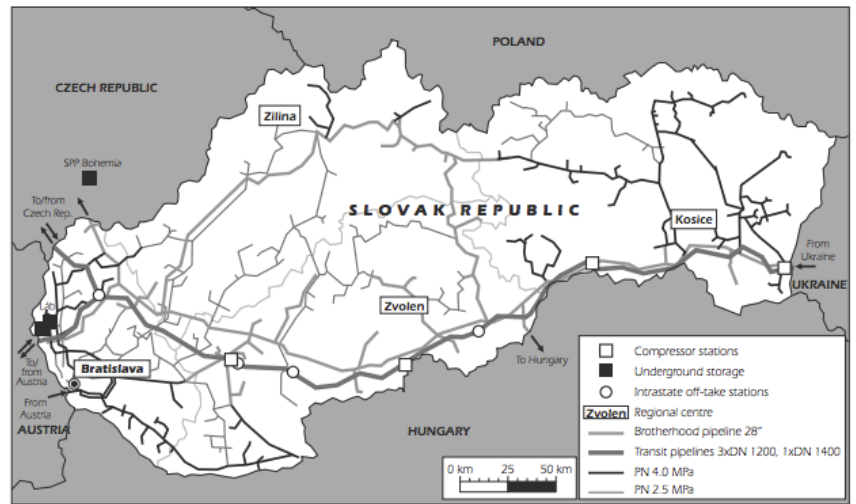 POLAND
CZECH REPUBLIC
Zilina
SPP Bohemia
To/from
Czech Rep.
SLOVAK REPUBLIC
Kosice
From
Ukraine
UKRAINE
Zvolen
Láb
To/
from
Austria
Bratislava
To Hungary
From
Austria
AUSTRIA
HUNGARY
Compressor stations
Underground storage
Intrastate off-take stations
Zvolen Regional centre
Brotherhood pipeline 28"
Transit pipelines 3xDN 1200, 1xDN 1400
PN 4.0 MPa
PN 2.5 MPa
0 km 25 50 km